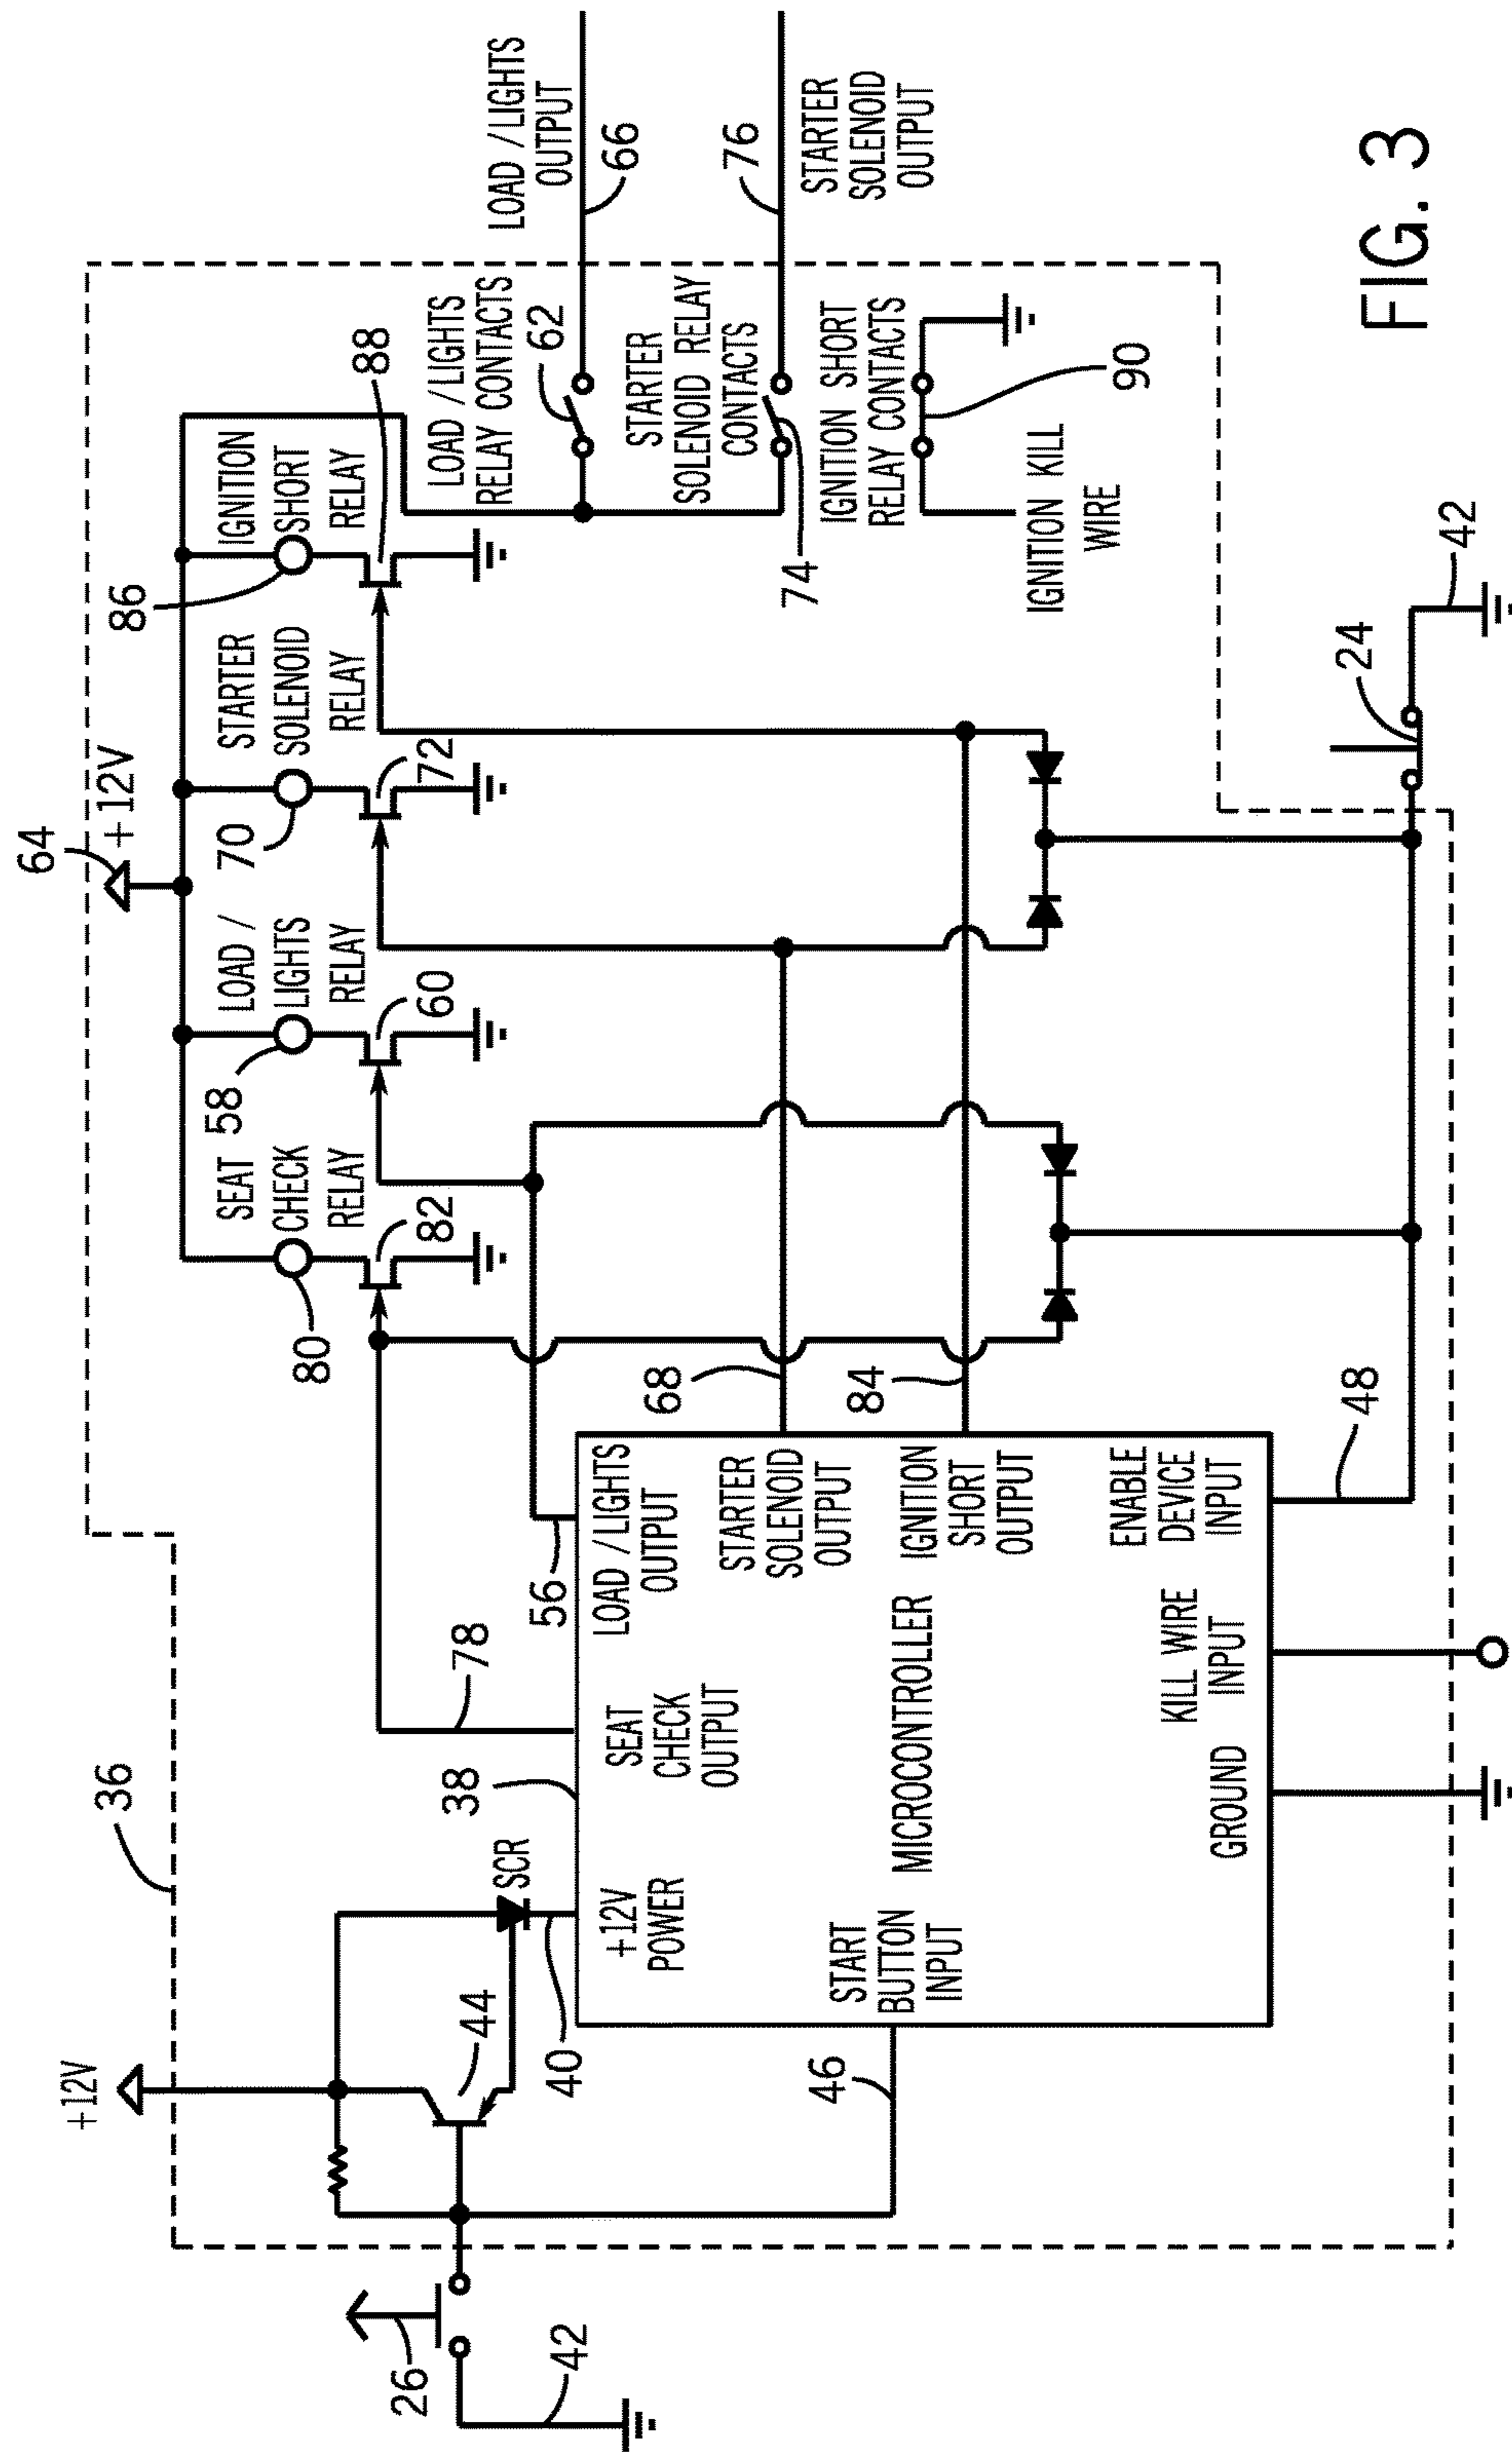 36
+12V
64
+12V
SEAT
CHECK
RELAY
80
82
LOAD /
LIGHTS
RELAY
58
60
STARTER
SOLENOID
RELAY
70
72
IGNITION
SHORT
RELAY
86
88
LOAD /LIGHTS
RELAY CONTACTS
62
LOAD /LIGHTS
OUTPUT
66
STARTER
SOLENOID RELAY
CONTACTS
74
76
STARTER
SOLENOID
OUTPUT
IGNITION SHORT
RELAY CONTACTS
90
IGNITION KILL
WIRE
26
42
44
SCR
40
46
38
78
56
68
84
48
+12V
POWER
SEAT
CHECK
OUTPUT
LOAD /LIGHTS
OUTPUT
STARTER
SOLENOID
OUTPUT
START
BUTTON
INPUT
MICROCONTROLLER
IGNITION
SHORT
OUTPUT
GROUND
KILL WIRE
INPUT
ENABLE
DEVICE
INPUT
24
42
FIG. 3